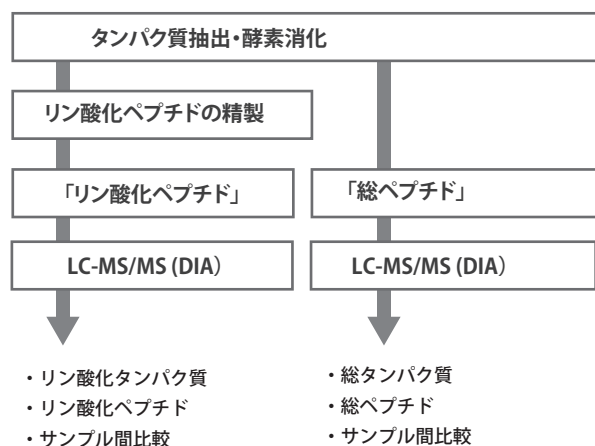 タンパク質抽出・酵素消化
リン酸化ペプチドの精製
「リン酸化ペプチド」
「総ペプチド」
LC-MS/MS (DIA）
LC-MS/MS (DIA）
・リン酸化タンパク質
・リン酸化ペプチド
・サンプル間比較
・総タンパク質
・総ペプチド
・サンプル間比較